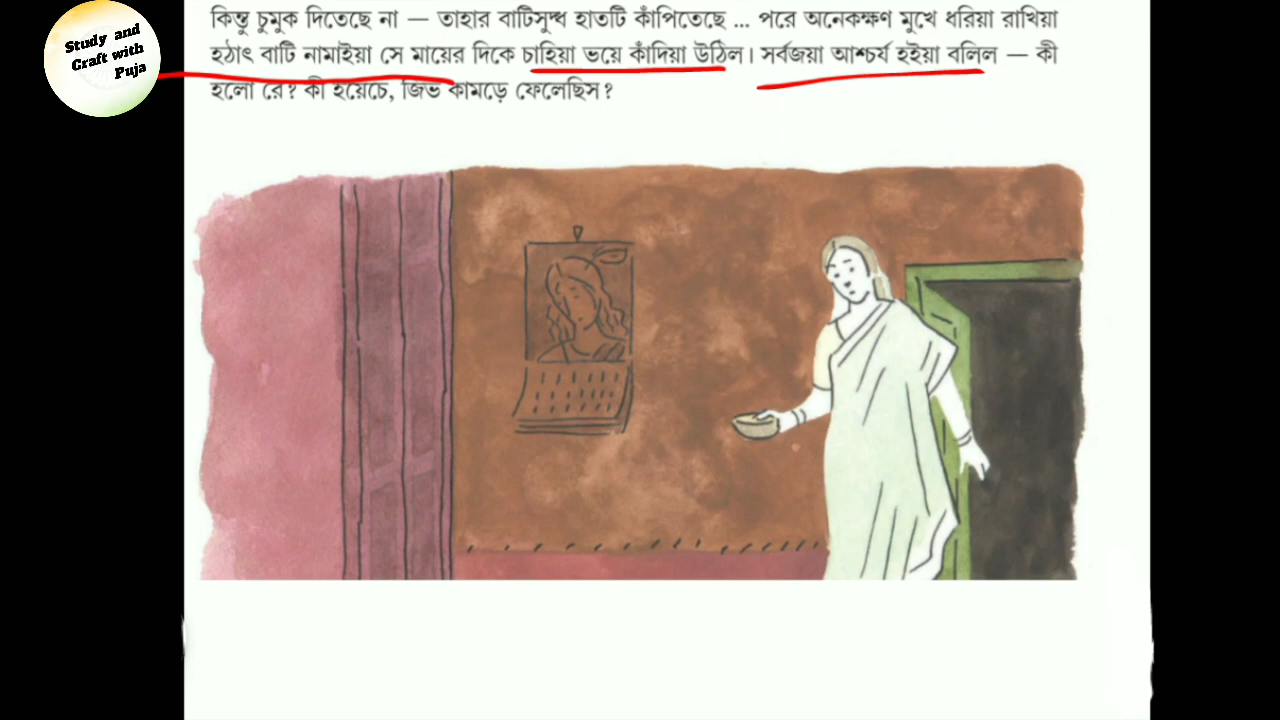 Study and
Craft with
Puja
কিন্তু চুমুক দিতেছে না — তাহার বাটিসুদ্ধ হাতটি কাঁপিতেছে ... পরে অনেকক্ষণ মুখে ধরিয়া রাখিয়া
হঠাৎ বাটি নামাইয়া সে মায়ের দিকে চাহিয়া ভয়ে কাঁদিয়া উঠিল। সর্বজয়া আশ্চর্য হইয়া বলিল — কী
হলো রে? কী হয়েচে, জিভ কামড়ে ফেলেছিস?